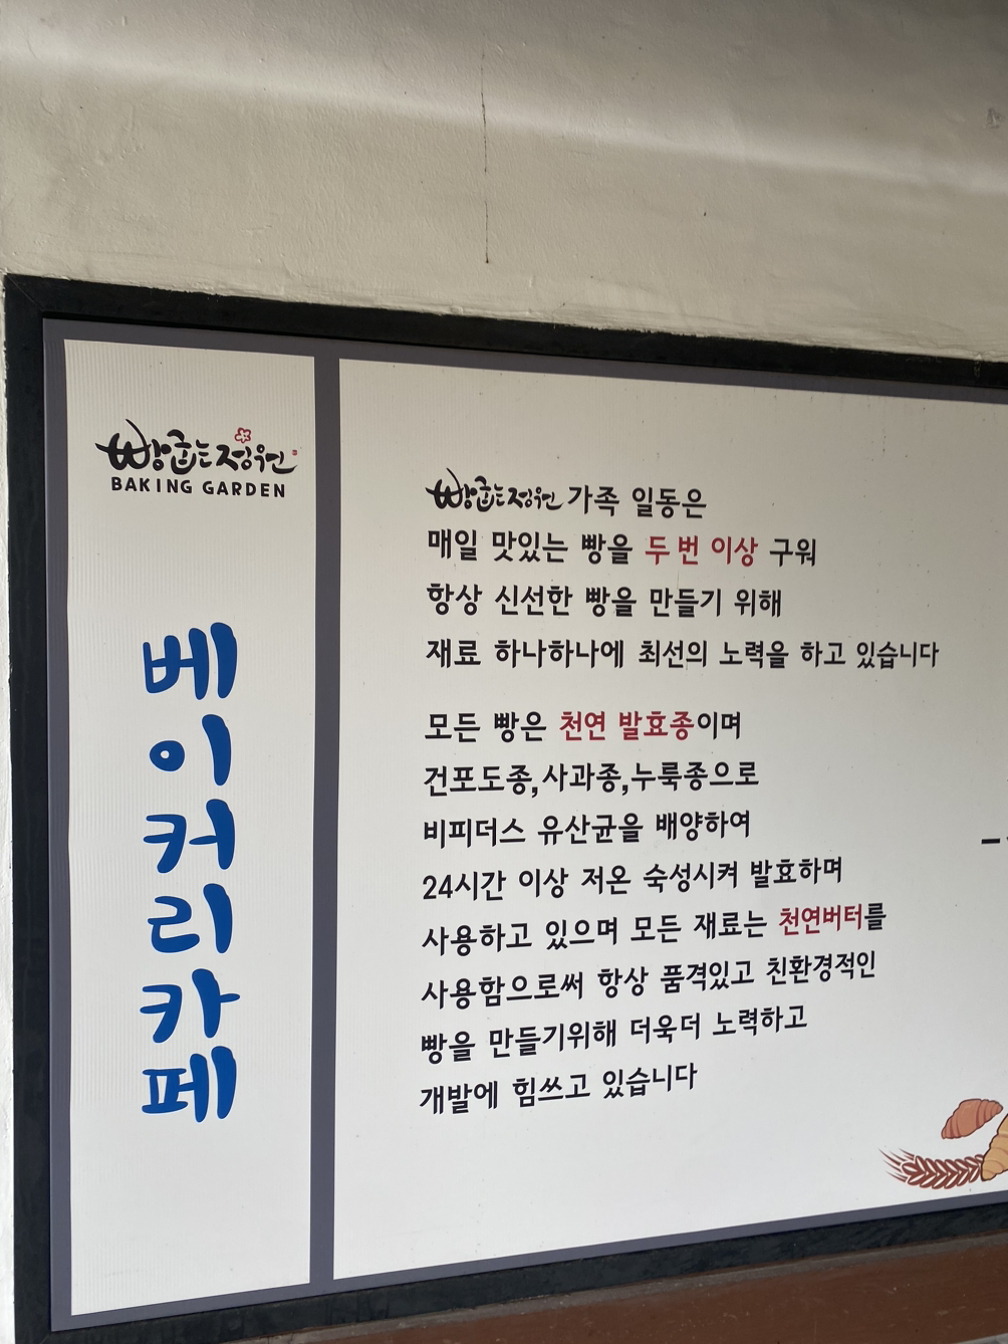 빵굽는정원
BAKING GARDEN
베이커리카페
빵굽는정원 가족 일동은
매일 맛있는 빵을 두 번 이상 구워
항상 신선한 빵을 만들기 위해
재료 하나하나에 최선의 노력을 하고 있습니다
모든 빵은 천연 발효종이며
건포도종,사과종,누룩종으로
비피더스 유산균을 배양하여
24시간 이상 저온 숙성시켜 발효하며
사용하고 있으며 모든 재료는 천연버터를
사용함으로써 항상 품격있고 친환경적인
빵을 만들기위해 더욱더 노력하고
개발에 힘쓰고 있습니다